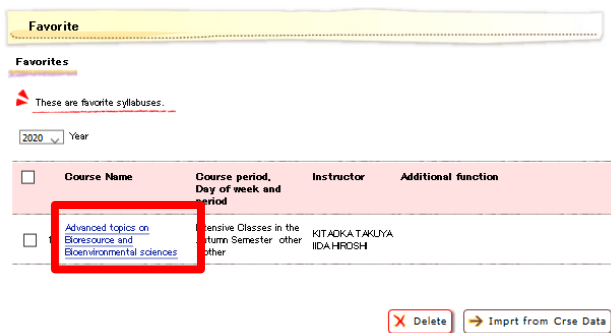 Favorite
Favorites
These are favorite syllabuses.
2020 Year
Course Name
Course period,
Day of week and
period
Instructor
Additional function
Advanced topics on
Bioresource and
Bioenvironmental sciences
Classes in the
Semester other
other
KITAOKA TAKUYA
IIDA HIROSHI
Delete
Imprt from Crse Data